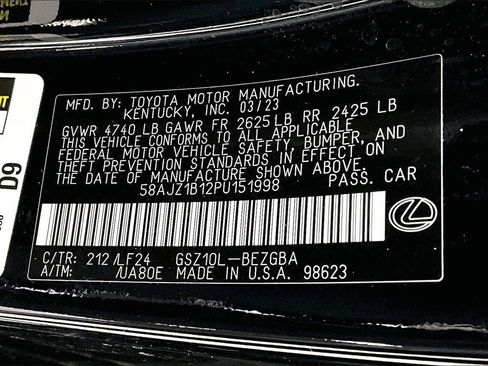 MFD. BY: TOYOTA MOTOR MANUFACTURING,
KENTUCKY, INC. 03/23
GVWR 4740 LB GAWR FR 2625 LB RR 2425 LB
THIS VEHICLE CONFORMS TO ALL APPLICABLE
FEDERAL MOTOR VEHICLE SAFETY, BUMPER, AND
THEFT PREVENTION STANDARDS IN EFFECT ON
THE DATE OF MANUFACTURE SHOWN ABOVE.
58AJZ1B12PU151998 PASS. CAR
C/TR: 212 /LF24 GSZ10L-BEZGBA
A/TM: /UA80E MADE IN U.S.A. 98623
D9